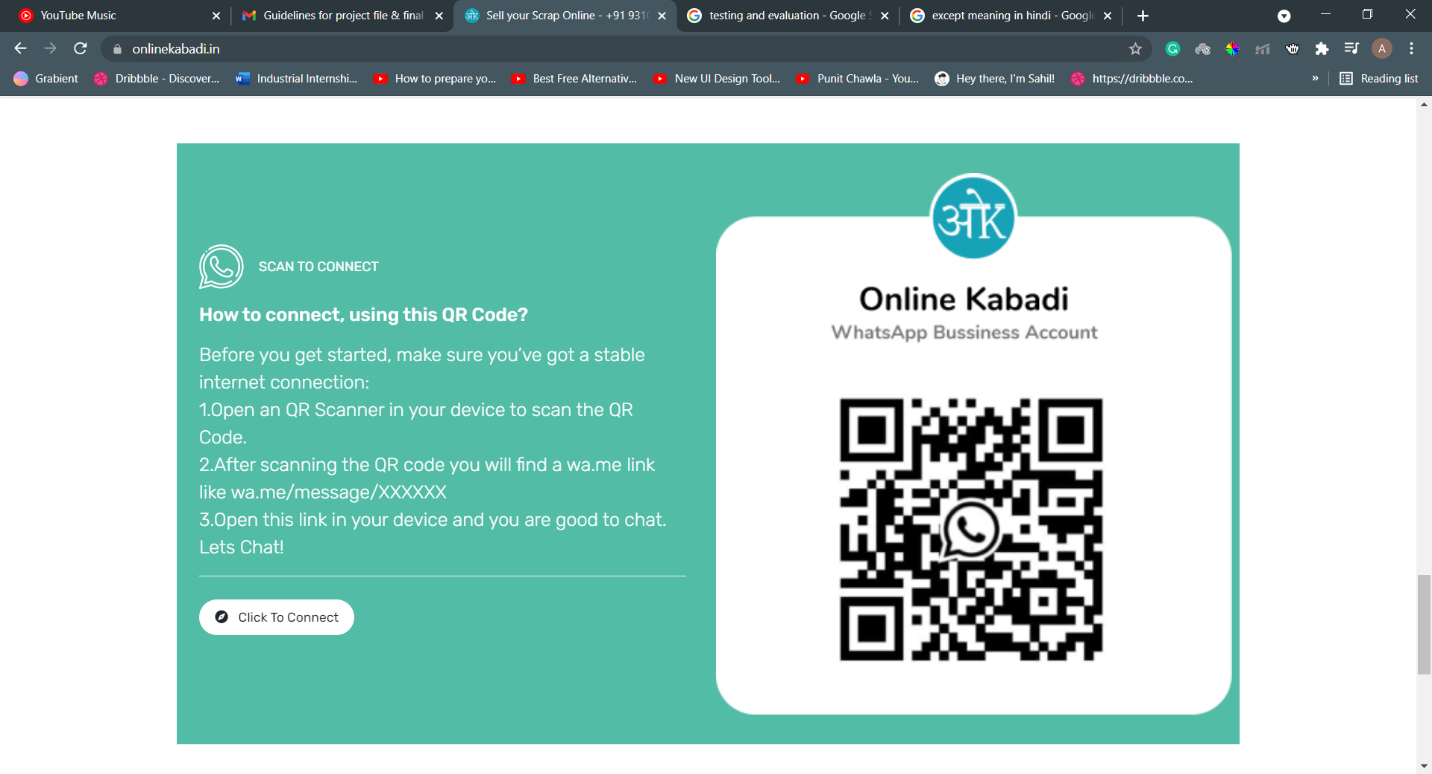 YouTube Music
Guidelines for project file & final
Sell your Scrap Online - +91 931
testing and evaluation - Google S
except meaning in hindi - Google
onlinekabadi.in
A
Grabient
Dribbble - Discover...
Industrial Internshi...
How to prepare yo...
Best Free Alternativ...
New UI Design Tool...
Punit Chawla - You...
Hey there, I'm Sahil!
https://dribbble.co...
»
Reading list
SCAN TO CONNECT
How to connect, using this QR Code?
Before you get started, make sure you've got a stable
internet connection:
1.Open an QR Scanner in your device to scan the QR
Code.
2.After scanning the QR code you will find a wa.me link
like wa.me/message/XXXXXX
3.Open this link in your device and you are good to chat.
Lets Chat!
Click To Connect
ओK
Online Kabadi
WhatsApp Bussiness Account